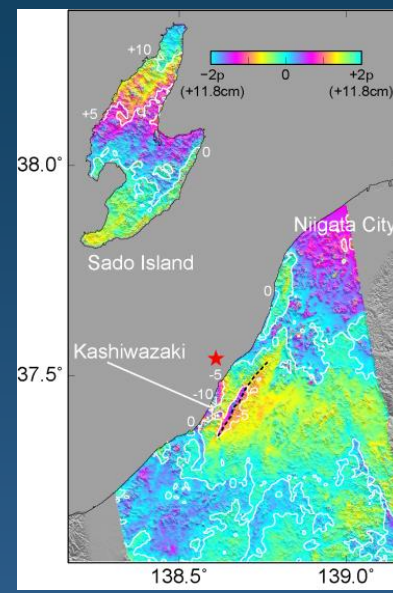 +10
−2p 0 +2p
(+11.8cm) (+11.8cm)
+5
0
38.0°
Niigata City
Sado Island
0
Kashiwazaki
-5
37.5°
-10
0
138.5° 139.0°